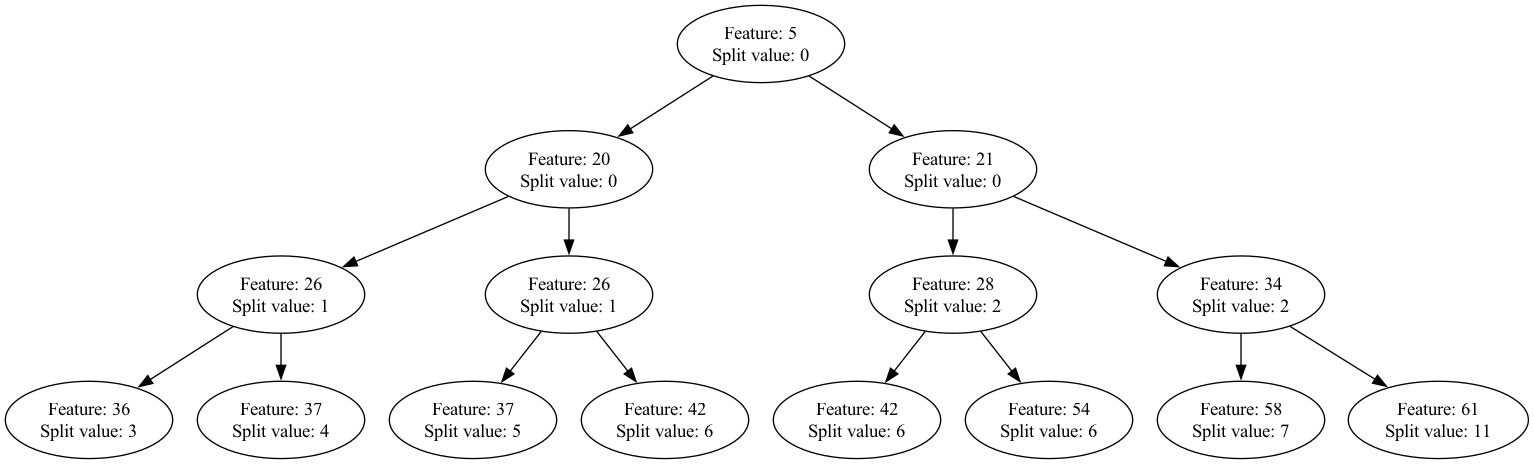 Feature: 5
Split value: 0
Feature: 20
Split value: 0
Feature: 21
Split value: 0
Feature: 26
Split value: 1
Feature: 26
Split value: 1
Feature: 28
Split value: 2
Feature: 34
Split value: 2
Feature: 36
Split value: 3
Feature: 37
Split value: 4
Feature: 37
Split value: 5
Feature: 42
Split value: 6
Feature: 42
Split value: 6
Feature: 54
Split value: 6
Feature: 58
Split value: 7
Feature: 61
Split value: 11